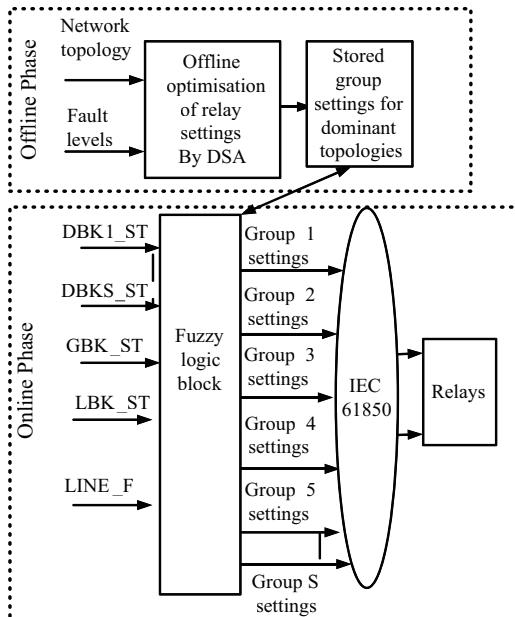 Offline Phase
Network
topology
Fault
levels
Offline
optimisation
of relay
settings
By DSA
Stored
group
settings for
dominant
topologies
Online Phase
DBK1_ST
DBKS_ST
GBK_ST
LBK_ST
LINE_F
Fuzzy
logic
block
Group 1
settings
Group 2
settings
Group 3
settings
Group 4
settings
Group 5
settings
Group S
settings
IEC
61850
Relays